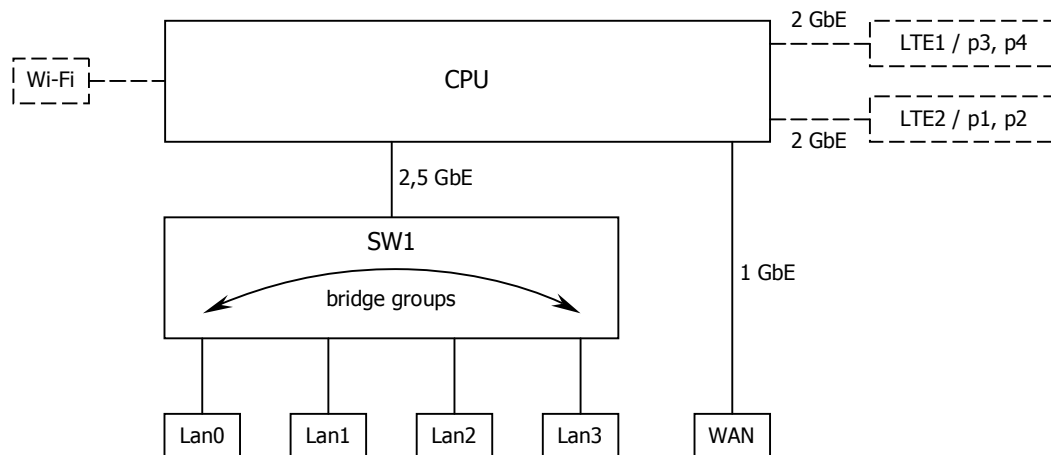 2 GbE
LTE1 / p3, p4
Wi-Fi
CPU
LTE2 / p1, p2
2 GbE
2,5 GbE
SW1
1 GbE
bridge groups
Lan0
Lan1
Lan2
Lan3
WAN